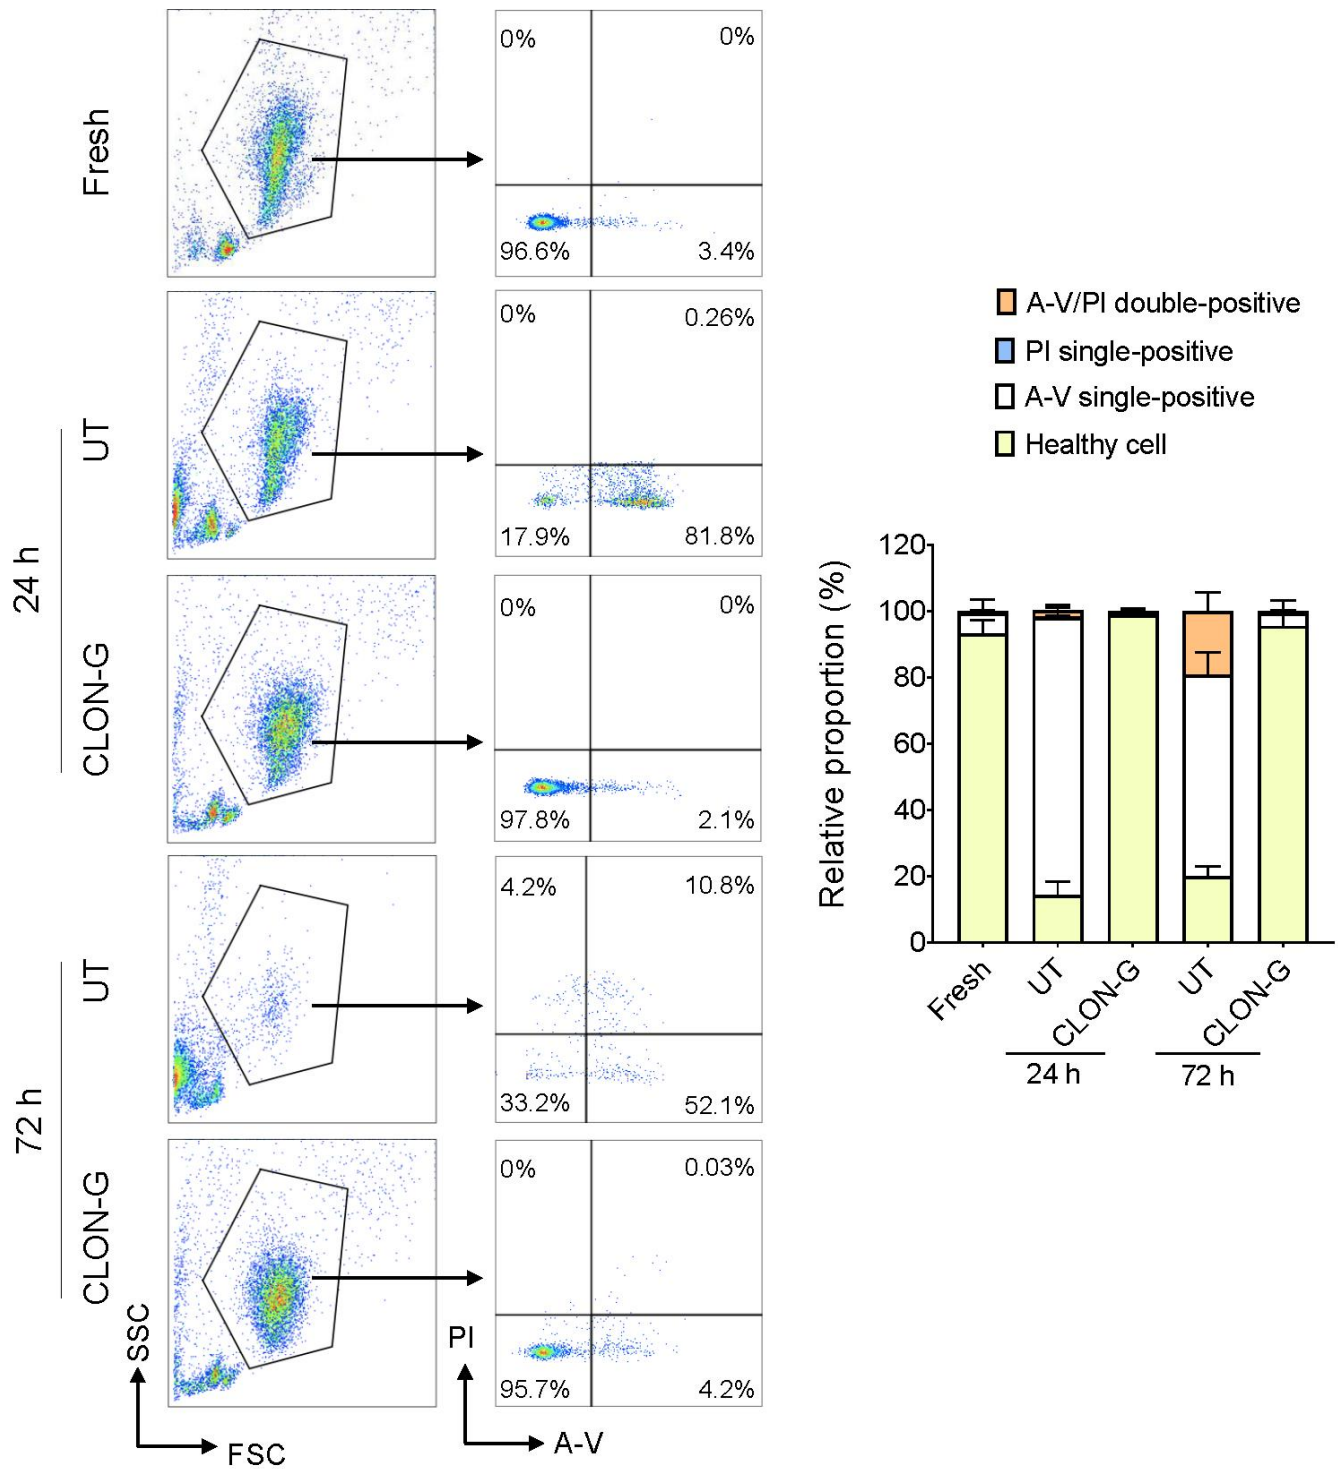 Fresh
0% 0%
96.6% 3.4%
24 h
UT
0% 0.26%
17.9% 81.8%
CLON-G
0% 0%
97.8% 2.1%
72 h
UT
4.2% 10.8%
33.2% 52.1%
CLON-G
0% 0.03%
95.7% 4.2%
SSC
FSC
PI
A-V
A-V/PI double-positive
PI single-positive
A-V single-positive
Healthy cell
Relative proportion (%)
120
100
80
60
40
20
0
Fresh
UT
CLON-G
UT
CLON-G
24 h
72 h